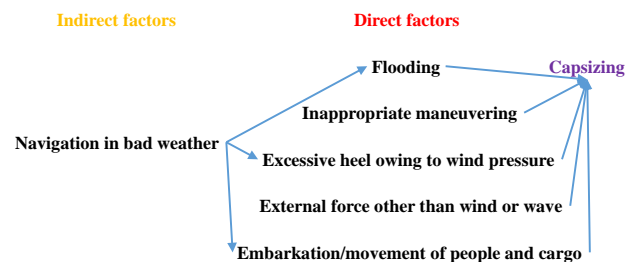 Indirect factors
Direct factors
Flooding
Capsizing
Inappropriate maneuvering
Navigation in bad weather
Excessive heel owing to wind pressure
External force other than wind or wave
Embarkation/movement of people and cargo